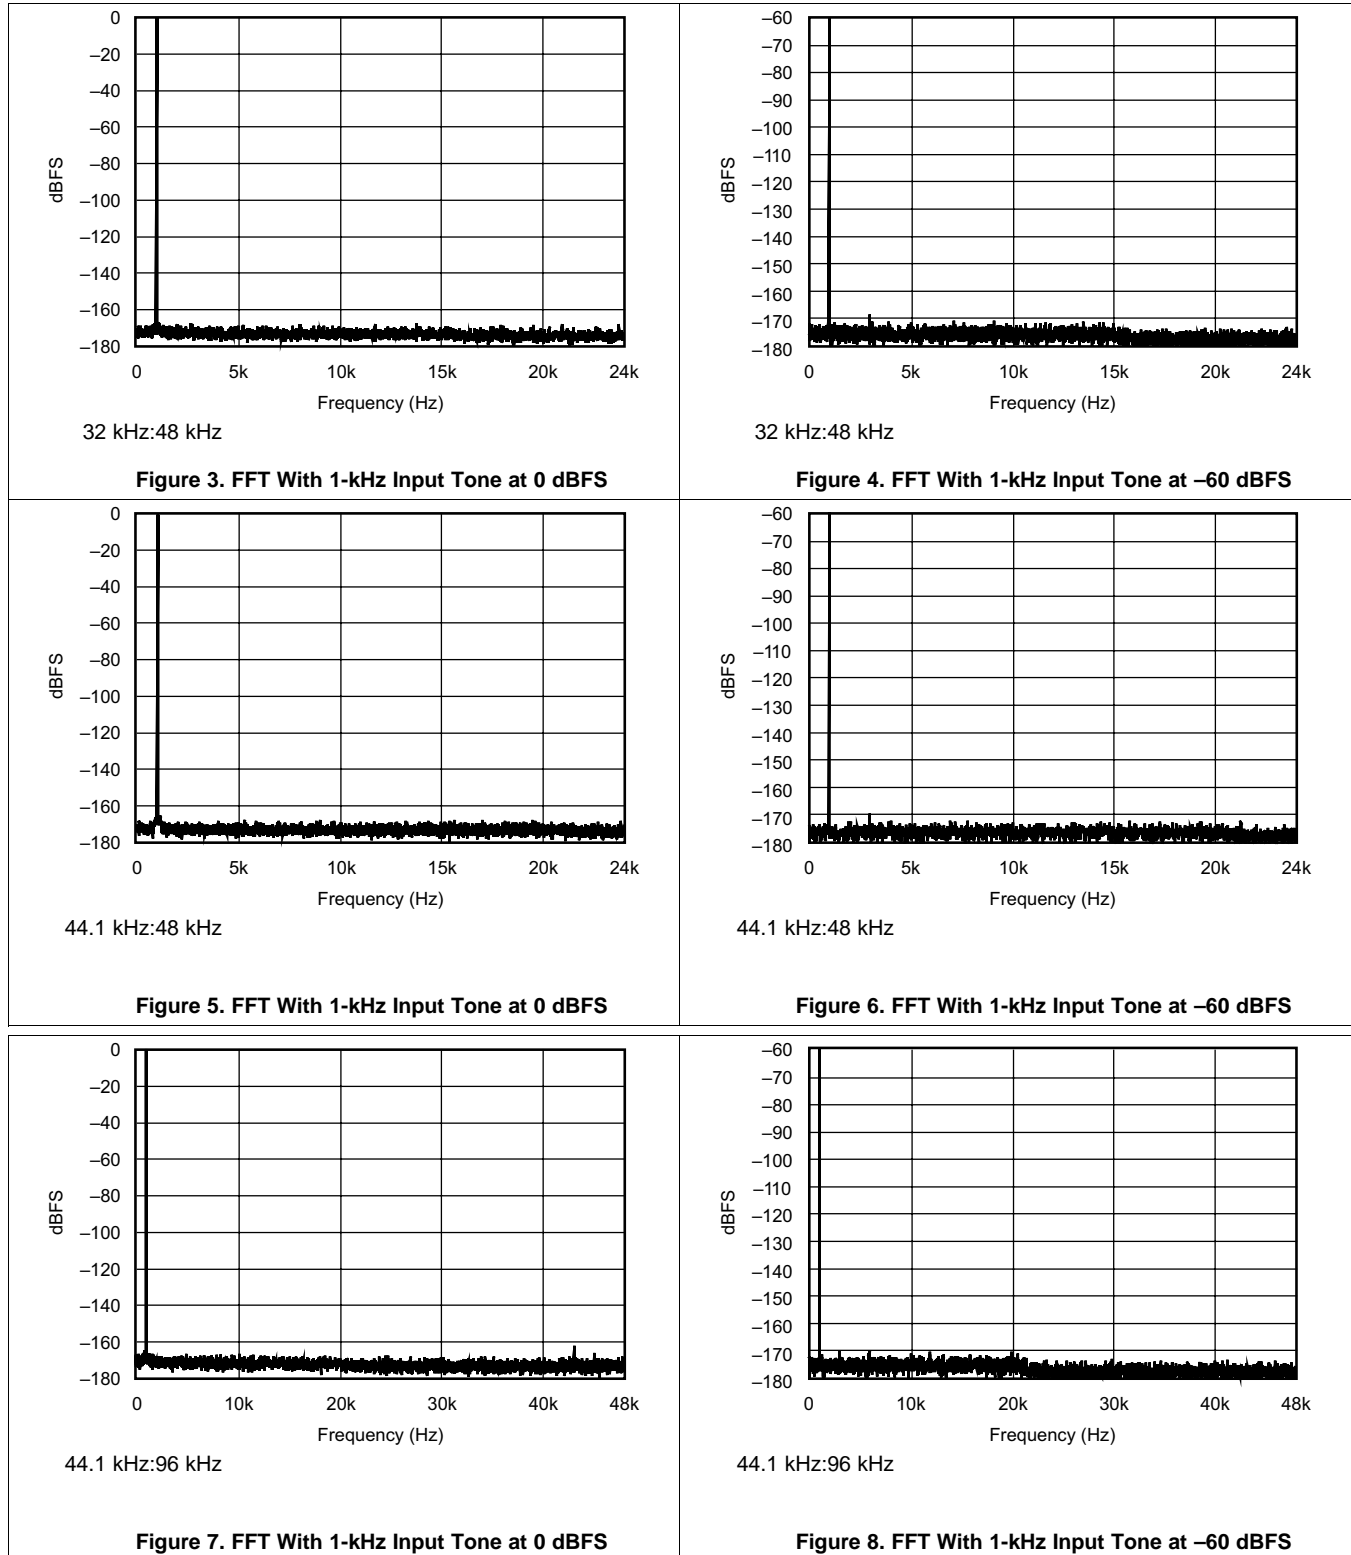 0
–20
–40
–60
–80
–100
–120
–140
–160
–180
dBFS
0 5k 10k 15k 20k 24k
Frequency (Hz)
32 kHz:48 kHz
Figure 3. FFT With 1-kHz Input Tone at 0 dBFS
–60
–70
–80
–90
–100
–110
–120
–130
–140
–150
–160
–170
–180
dBFS
0 5k 10k 15k 20k 24k
Frequency (Hz)
32 kHz:48 kHz
Figure 4. FFT With 1-kHz Input Tone at –60 dBFS
0
–20
–40
–60
–80
–100
–120
–140
–160
–180
dBFS
0 5k 10k 15k 20k 24k
Frequency (Hz)
44.1 kHz:48 kHz
Figure 5. FFT With 1-kHz Input Tone at 0 dBFS
–60
–70
–80
–90
–100
–110
–120
–130
–140
–150
–160
–170
–180
dBFS
0 5k 10k 15k 20k 24k
Frequency (Hz)
44.1 kHz:48 kHz
Figure 6. FFT With 1-kHz Input Tone at –60 dBFS
0
–20
–40
–60
–80
–100
–120
–140
–160
–180
dBFS
0 10k 20k 30k 40k 48k
Frequency (Hz)
44.1 kHz:96 kHz
Figure 7. FFT With 1-kHz Input Tone at 0 dBFS
–60
–70
–80
–90
–100
–110
–120
–130
–140
–150
–160
–170
–180
dBFS
0 10k 20k 30k 40k 48k
Frequency (Hz)
44.1 kHz:96 kHz
Figure 8. FFT With 1-kHz Input Tone at –60 dBFS